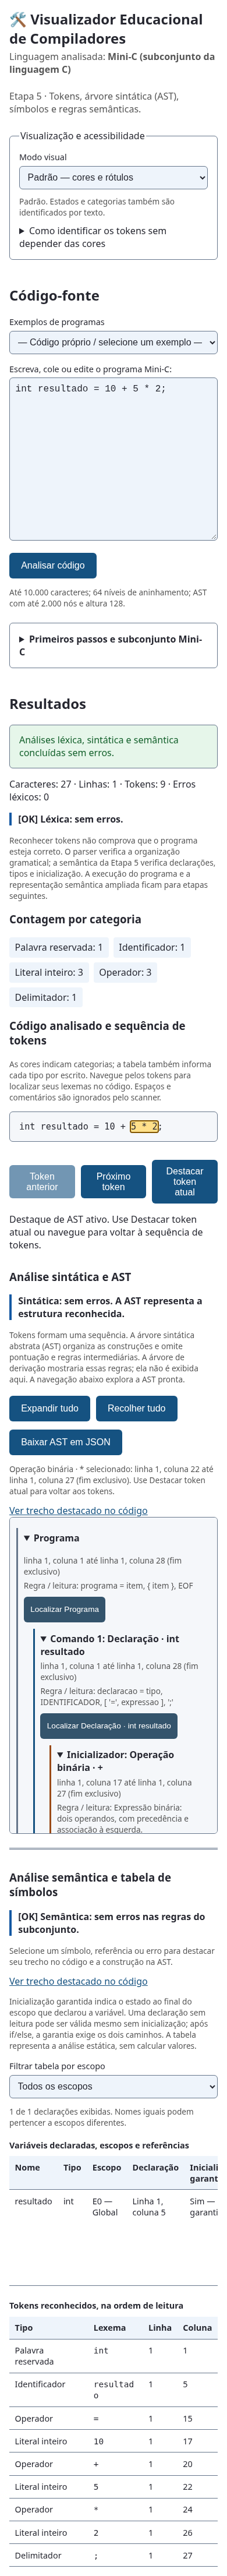 🛠️ Visualizador Educacional
de Compiladores
Linguagem analisada: Mini-C (subconjunto da
linguagem C)
Etapa 5 · Tokens, árvore sintática (AST),
símbolos e regras semânticas.
Visualização e acessibilidade
Modo visual
Padrão — cores e rótulos
Padrão. Estados e categorias também são
identificados por texto.
▶ Como identificar os tokens sem
depender das cores
Código-fonte
Exemplos de programas
— Código próprio / selecione um exemplo —
Escreva, cole ou edite o programa Mini-C:
int resultado = 10 + 5 * 2;
Analisar código
Até 10.000 caracteres; 64 níveis de aninhamento; AST
com até 2.000 nós e altura 128.
▶ Primeiros passos e subconjunto Mini-
C
Resultados
Análises léxica, sintática e semântica
concluídas sem erros.
Caracteres: 27 · Linhas: 1 · Tokens: 9 · Erros
léxicos: 0
[OK] Léxica: sem erros.
Reconhecer tokens não comprova que o programa
esteja correto. O parser verifica a organização
gramatical; a semântica da Etapa 5 verifica declarações,
tipos e inicialização. A execução do programa e a
representação semântica ampliada ficam para etapas
seguintes.
Contagem por categoria
Palavra reservada: 1
Identificador: 1
Literal inteiro: 3
Operador: 3
Delimitador: 1
Código analisado e sequência de
tokens
As cores indicam categorias; a tabela também informa
cada tipo por escrito. Navegue pelos tokens para
localizar seus lexemas no código. Espaços e
comentários são ignorados pelo scanner.
int resultado = 10 + 5 * 2;
Token
anterior
Próximo
token
Destacar
token
atual
Destaque de AST ativo. Use Destacar token
atual ou navegue para voltar à sequência de
tokens.
Análise sintática e AST
Sintática: sem erros. A AST representa a
estrutura reconhecida.
Tokens formam uma sequência. A árvore sintática
abstrata (AST) organiza as construções e omite
pontuação e regras intermediárias. A árvore de
derivação mostraria essas regras; ela não é exibida
aqui. A navegação abaixo explora a AST pronta.
Expandir tudo
Recolher tudo
Baixar AST em JSON
Operação binária · * selecionado: linha 1, coluna 22 até
linha 1, coluna 27 (fim exclusivo). Use Destacar token
atual para voltar aos tokens.
Ver trecho destacado no código
▼ Programa
linha 1, coluna 1 até linha 1, coluna 28 (fim
exclusivo)
Regra / leitura: programa = item, { item }, EOF
Localizar Programa
▼ Comando 1: Declaração · int
resultado
linha 1, coluna 1 até linha 1, coluna 28 (fim
exclusivo)
Regra / leitura: declaracao = tipo,
IDENTIFICADOR, [ '=', expressao ], ';'
Localizar Declaração · int resultado
▼ Inicializador: Operação
binária · +
linha 1, coluna 17 até linha 1, coluna
27 (fim exclusivo)
Regra / leitura: Expressão binária:
dois operandos, com precedência e
associação à esquerda.
Análise semântica e tabela de
símbolos
[OK] Semântica: sem erros nas regras do
subconjunto.
Selecione um símbolo, referência ou erro para destacar
seu trecho no código e a construção na AST.
Ver trecho destacado no código
Inicialização garantida indica o estado ao final do
escopo que declarou a variável. Uma declaração sem
leitura pode ser válida mesmo sem inicialização; após
if/else, a garantia exige os dois caminhos. A tabela
representa a análise estática, sem calcular valores.
Filtrar tabela por escopo
Todos os escopos
1 de 1 declarações exibidas. Nomes iguais podem
pertencer a escopos diferentes.
Variáveis declaradas, escopos e referências
Nome Tipo Escopo Declaração Iniciali
garant
resultado int E0 — Linha 1, Sim —
Global coluna 5 garanti
Tokens reconhecidos, na ordem de leitura
Tipo Lexema Linha Coluna
Palavra int 1 1
reservada
Identificador resultad 1 5
o
Operador = 1 15
Literal inteiro 10 1 17
Operador + 1 20
Literal inteiro 5 1 22
Operador * 1 24
Literal inteiro 2 1 26
Delimitador ; 1 27